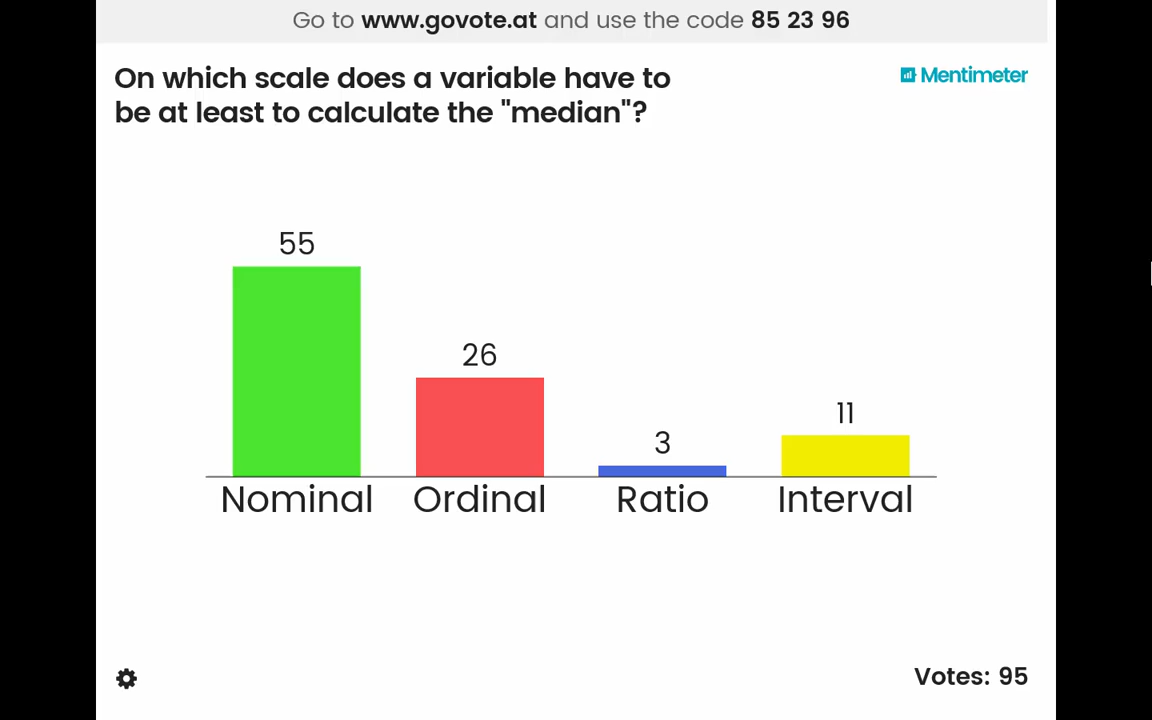 Go to www.govote.at and use the code 85 23 96
On which scale does a variable have to
be at least to calculate the "median"?
Mentimeter
55
26
3
11
Nominal Ordinal Ratio Interval
Votes: 95